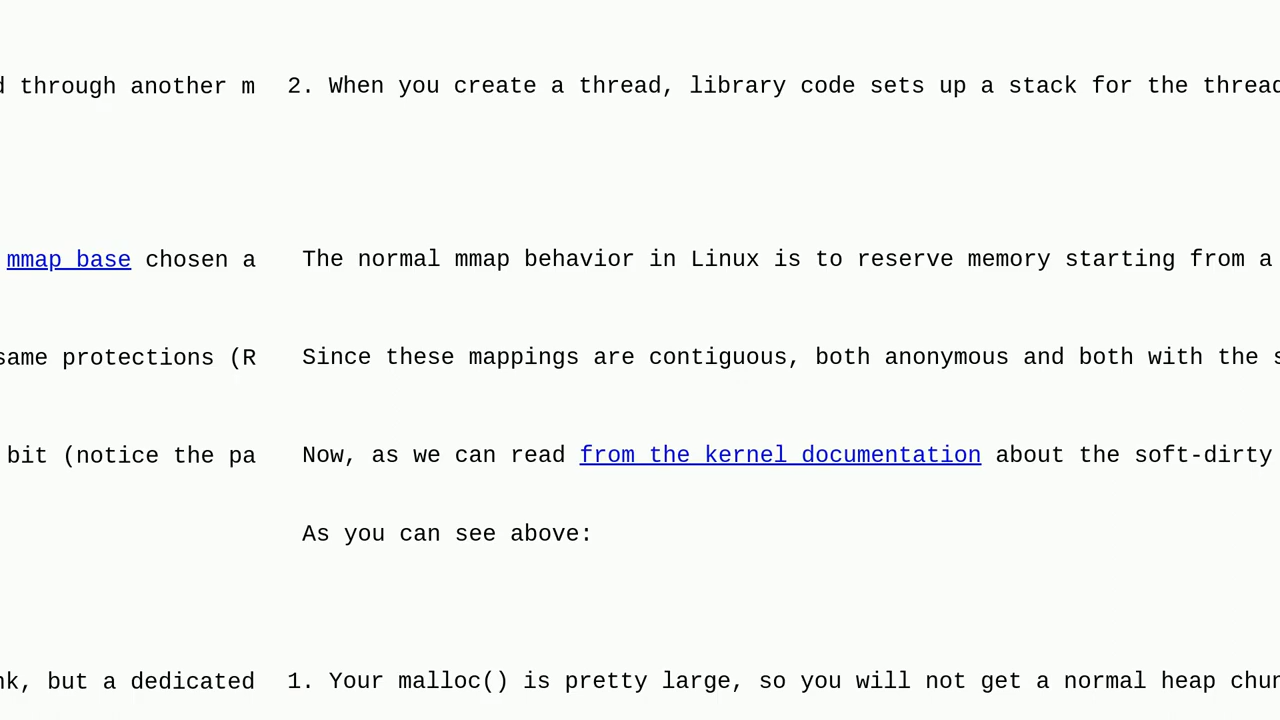 d through another m 2. When you create a thread, library code sets up a stack for the thread
mmap base chosen a The normal mmap behavior in Linux is to reserve memory starting from a
same protections (R Since these mappings are contiguous, both anonymous and both with the s
bit (notice the pa Now, as we can read from the kernel documentation about the soft-dirty
As you can see above:
nk, but a dedicated 1. Your malloc() is pretty large, so you will not get a normal heap chun